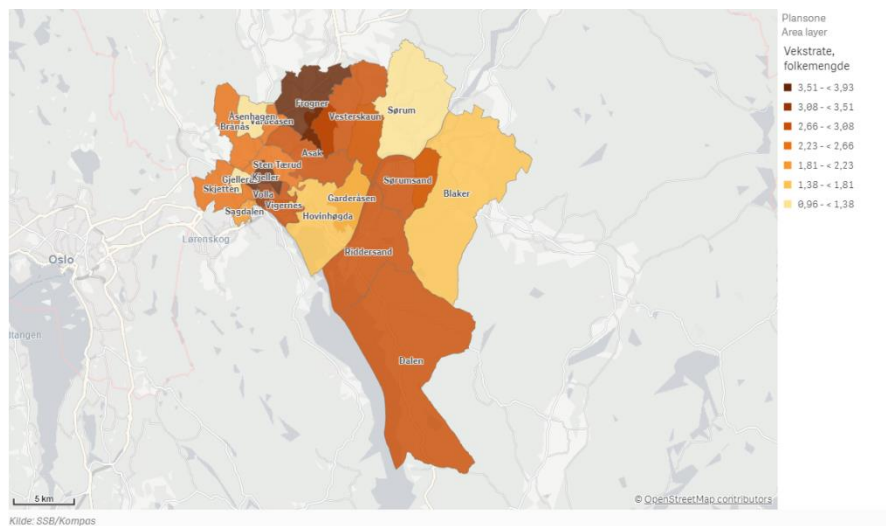 Plansone
Area layer
Vekstrate,
folkemengde
3,51 - < 3,93
3,08 - < 3,51
2,66 - < 3,08
2,23 - < 2,66
1,81 - < 2,23
1,38 - < 1,81
0,96 - < 1,38
Frogner
Sørum
Åsenhagen
Vesterskaun
Brånås
Vardeåsen
Asak
Sten-Tærud
Kjeller
Sørumsand
Skjetten
Volla
Garderåsen
Blaker
Vigernes
Sagdalen
Hovinhøgda
Lørenskog
Riddersand
Oslo
Dalen
5 km
© OpenStreetMap contributors
Kilde: SSB/Kompas